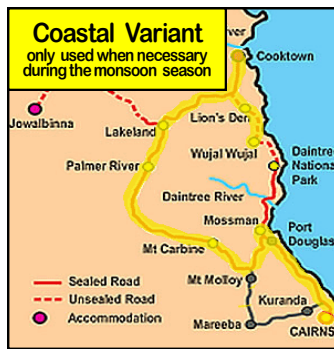 Coastal Variant
only used when necessary
during the monsoon season
ver
Cooktown
Jowalbinna
Lion's Den
Lakeland
Wujal Wujal
Palmer River
Daintree
National
Park
Daintree River
Mossman
Port
Douglas
Mt Carbine
Mt Molloy
Sealed Road
Unsealed Road
Kuranda
Accommodation
Mareeba
CAIRNS